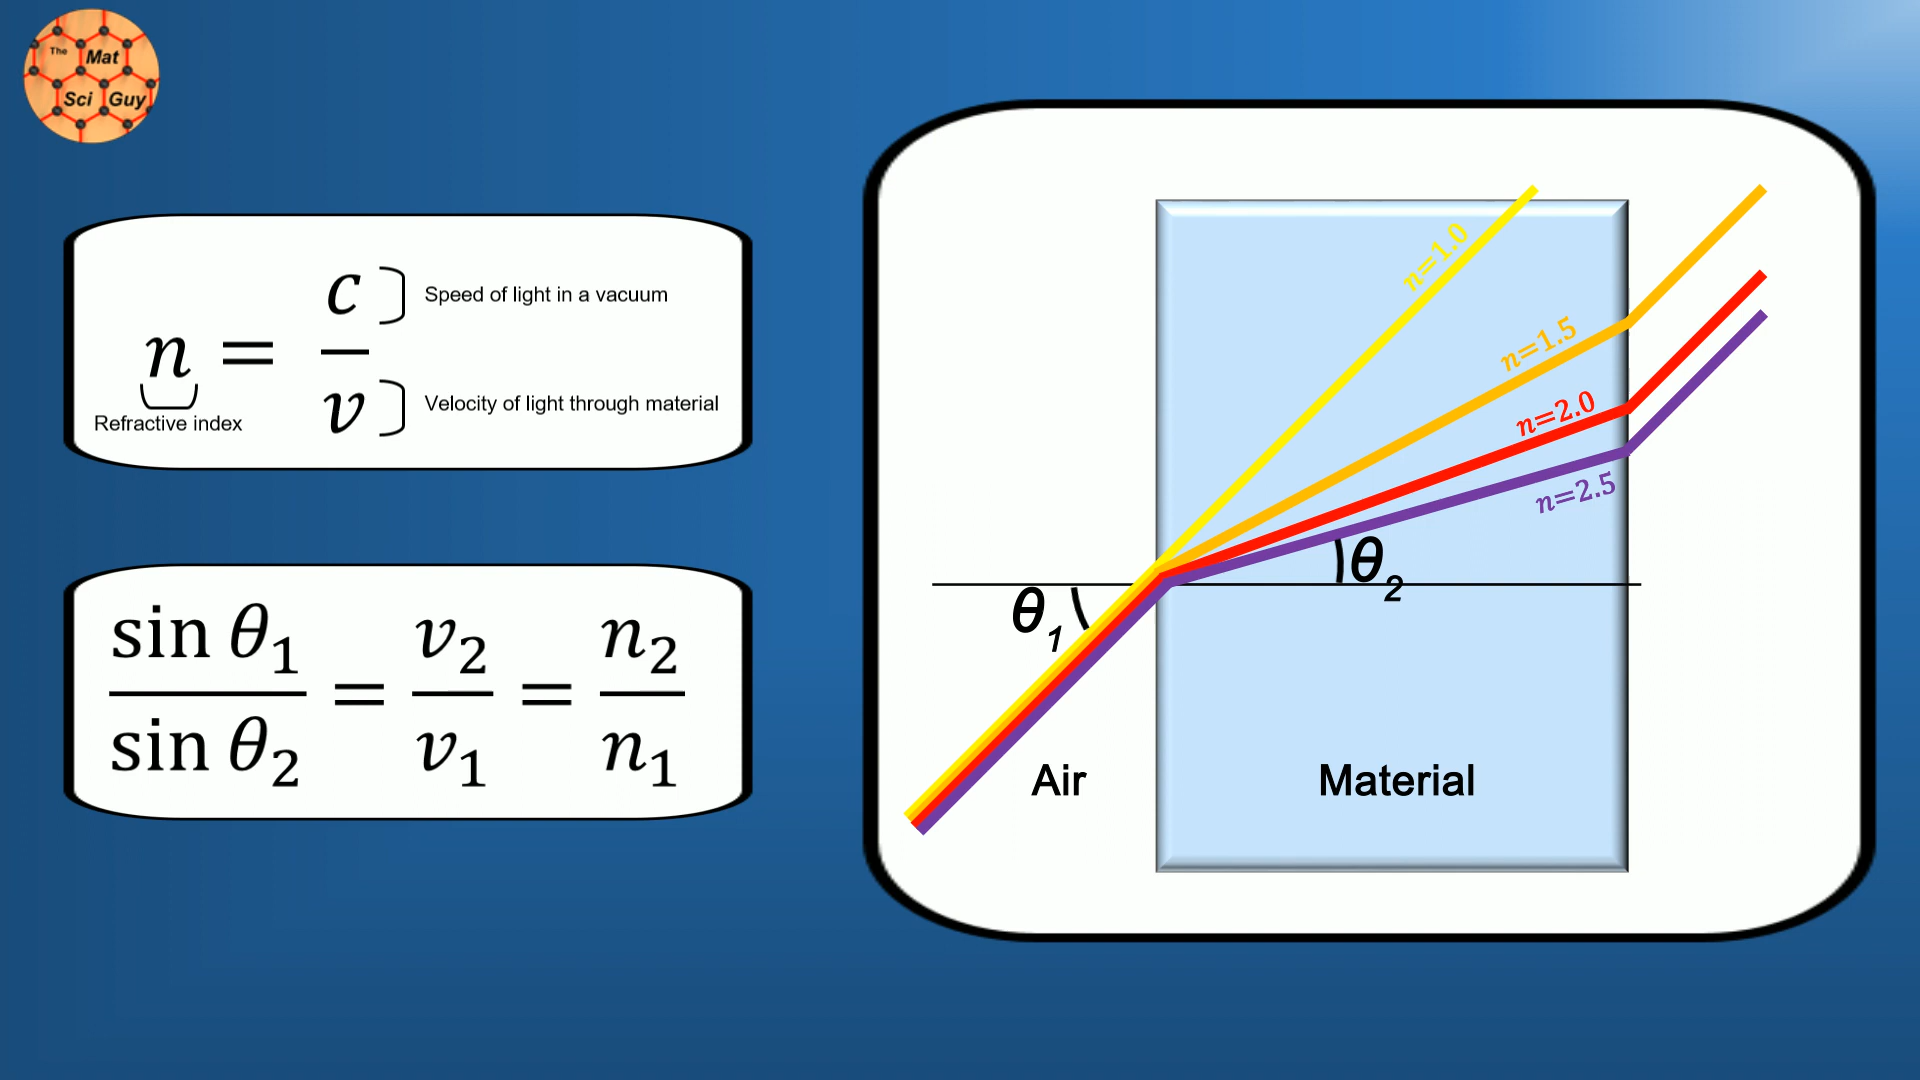 The
Mat
Sci Guy
n = c / v
Speed of light in a vacuum
Velocity of light through material
Refractive index
sin θ₁ / sin θ₂ = v₂ / v₁ = n₂ / n₁
n=1.0
n=1.5
n=2.0
n=2.5
θ₂
θ₁
Air
Material